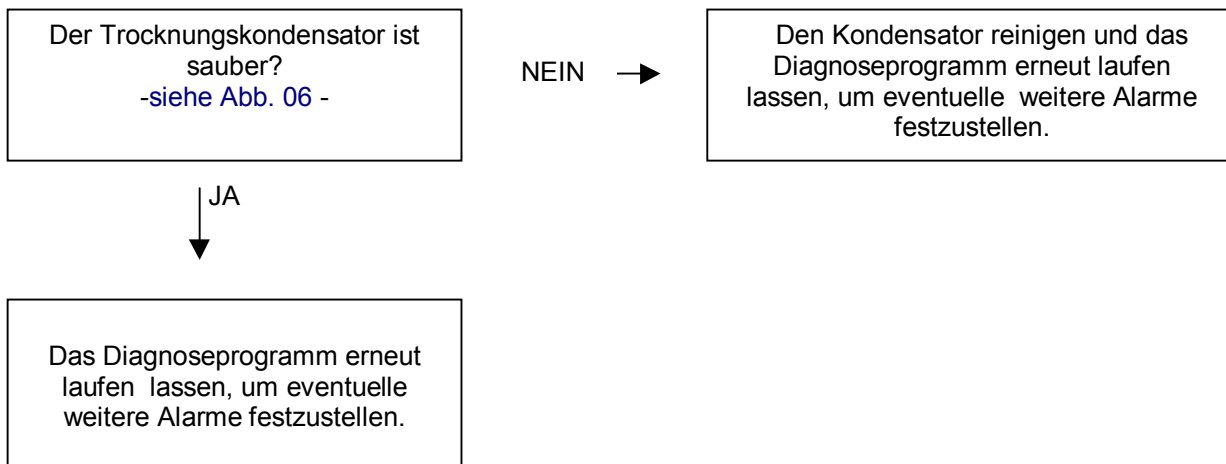 Der Trocknungskondensator ist
sauber?
-siehe Abb. 06 -
NEIN
Den Kondensator reinigen und das
Diagnoseprogramm erneut laufen
lassen, um eventuelle weitere Alarme
festzustellen.
JA
Das Diagnoseprogramm erneut
laufen lassen, um eventuelle
weitere Alarme festzustellen.